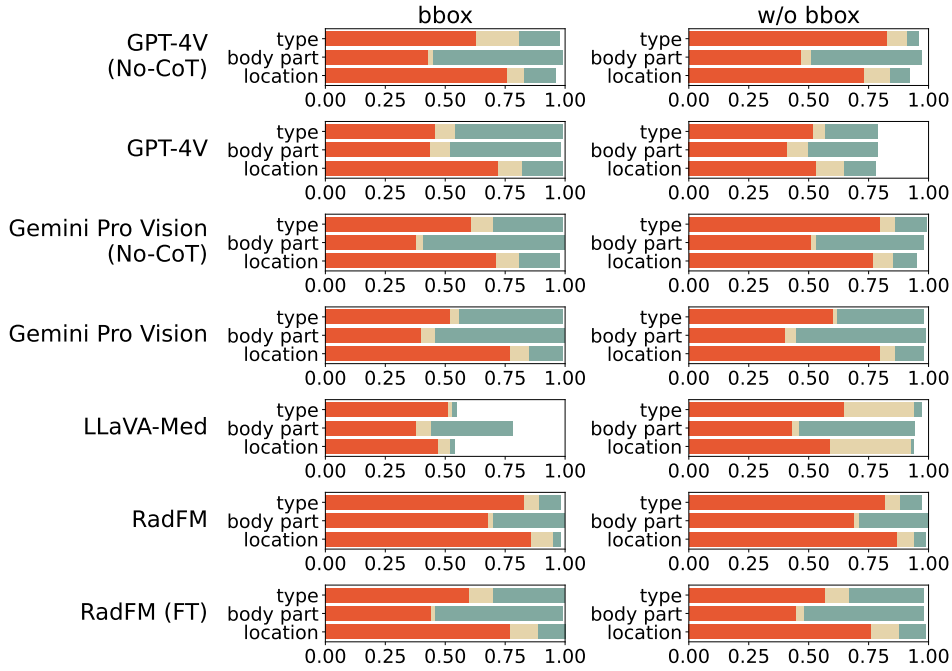 bbox
w/o bbox
GPT-4V
(No-CoT)
type
body part
location
0.00 0.25 0.50 0.75 1.00
type
body part
location
0.00 0.25 0.50 0.75 1.00
GPT-4V
type
body part
location
0.00 0.25 0.50 0.75 1.00
type
body part
location
0.00 0.25 0.50 0.75 1.00
Gemini Pro Vision
(No-CoT)
type
body part
location
0.00 0.25 0.50 0.75 1.00
type
body part
location
0.00 0.25 0.50 0.75 1.00
Gemini Pro Vision
type
body part
location
0.00 0.25 0.50 0.75 1.00
type
body part
location
0.00 0.25 0.50 0.75 1.00
LLaVA-Med
type
body part
location
0.00 0.25 0.50 0.75 1.00
type
body part
location
0.00 0.25 0.50 0.75 1.00
RadFM
type
body part
location
0.00 0.25 0.50 0.75 1.00
type
body part
location
0.00 0.25 0.50 0.75 1.00
RadFM (FT)
type
body part
location
0.00 0.25 0.50 0.75 1.00
type
body part
location
0.00 0.25 0.50 0.75 1.00